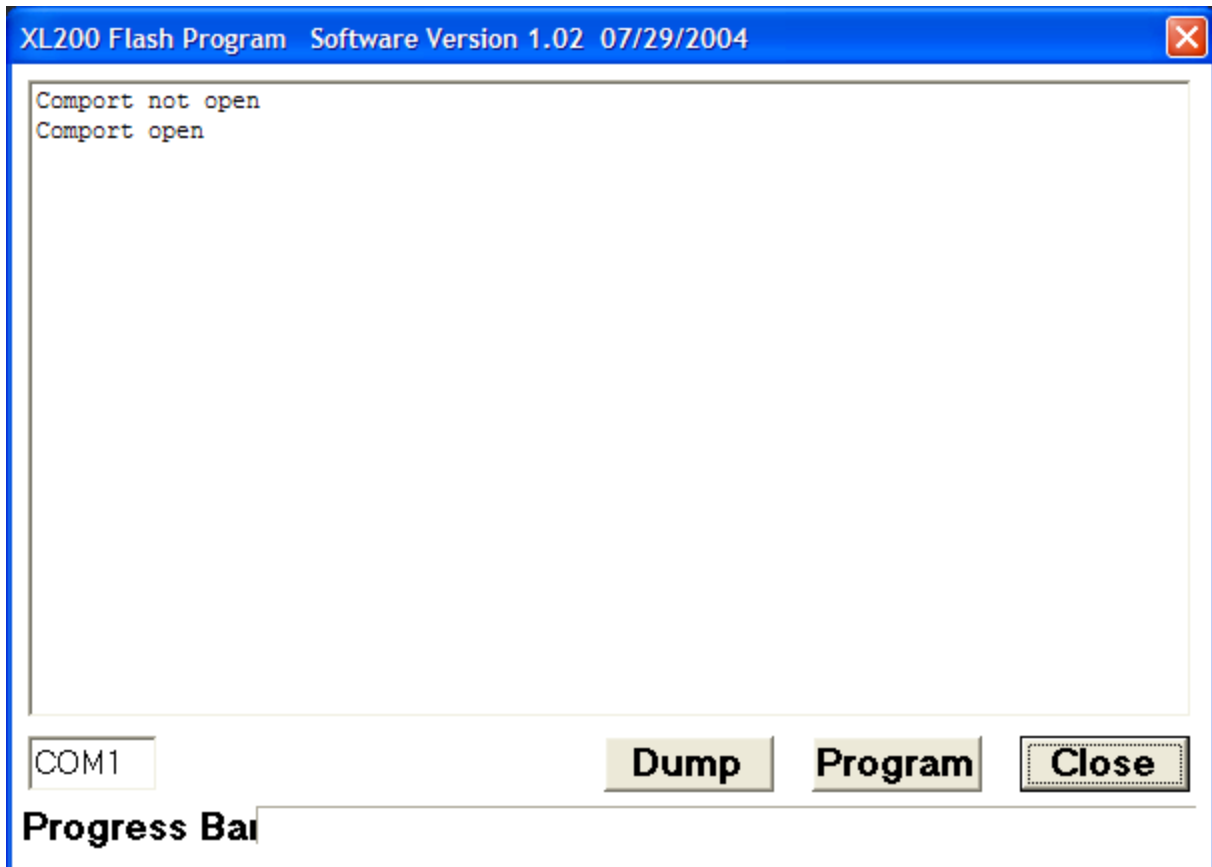 XL200 Flash Program   Software Version 1.02  07/29/2004
Comport not open
Comport open
COM1
Dump
Program
Close
Progress Bar